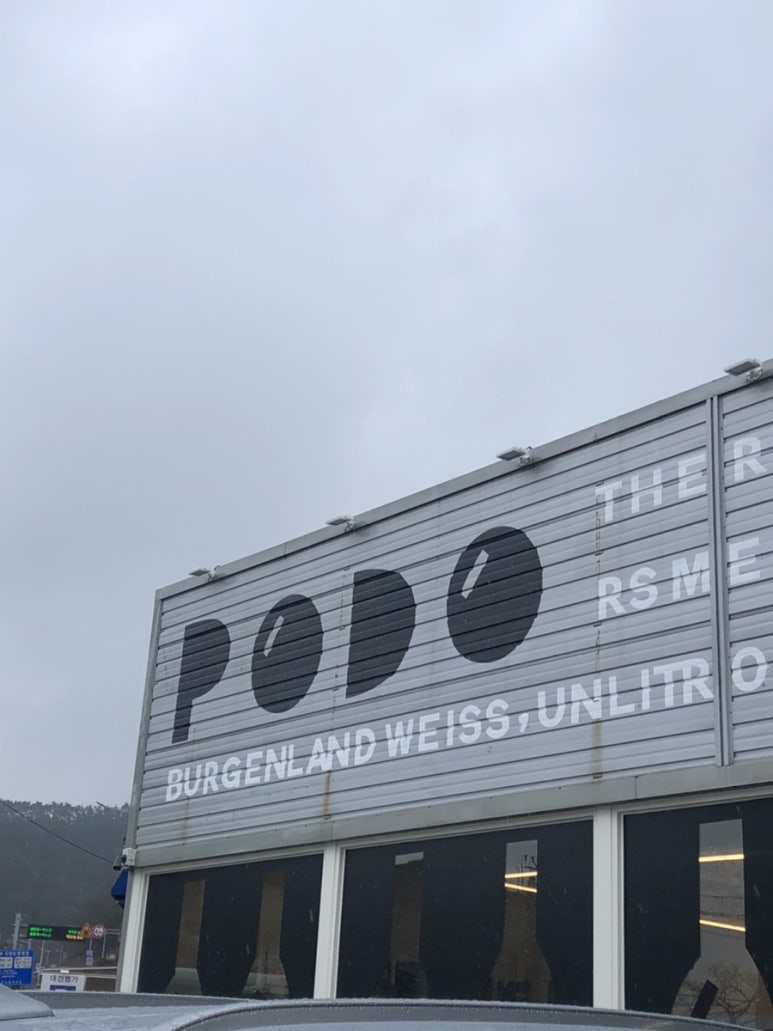 PODO
THE R
RS ME
BURGENLAND WEISS, UNLITRO